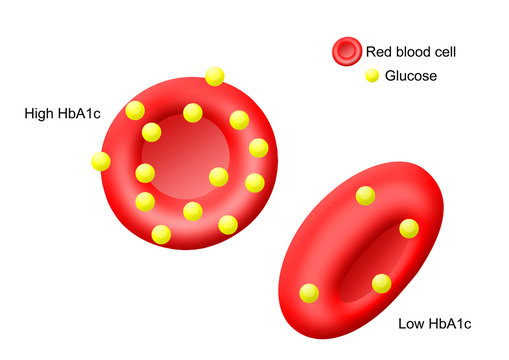 Red blood cell
Glucose
High HbA1c
Low HbA1c